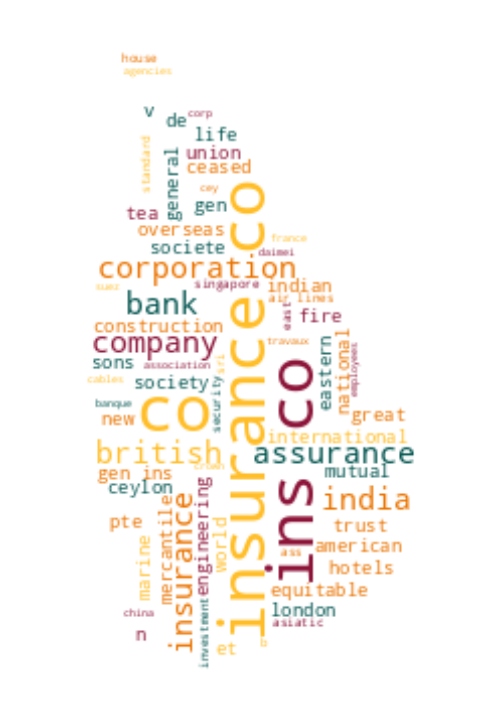 house
agencies
v
de
corp
standard
life
general
union
ceased
cey
gen
tea
insurance co
overseas
societe
france
daimei
corporation
suez
singapore
indian
air lines
bank
east
fire
construction
company
travaux
eastern
national
employees
sons
association
sri
cables
society
security
ins co
banque
new
co
great
international
british
crown
assurance
gen ins
mutual
ceylon
insurance
mercantile
engineering
india
pte
world
trust
marine
ass
american
hotels
equitable
investment
china
london
asiatic
n
et